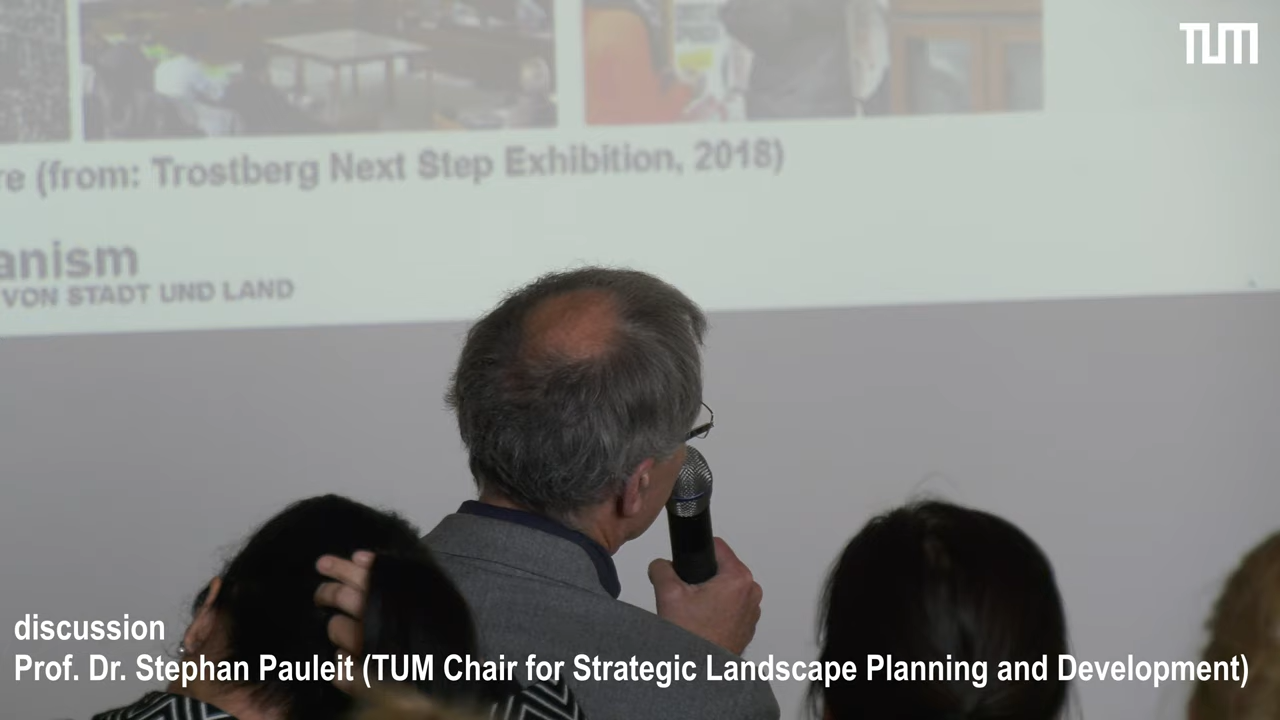 TUM
re (from: Trostberg Next Step Exhibition, 2018)
anism
VON STADT UND LAND
discussion
Prof. Dr. Stephan Pauleit (TUM Chair for Strategic Landscape Planning and Development)